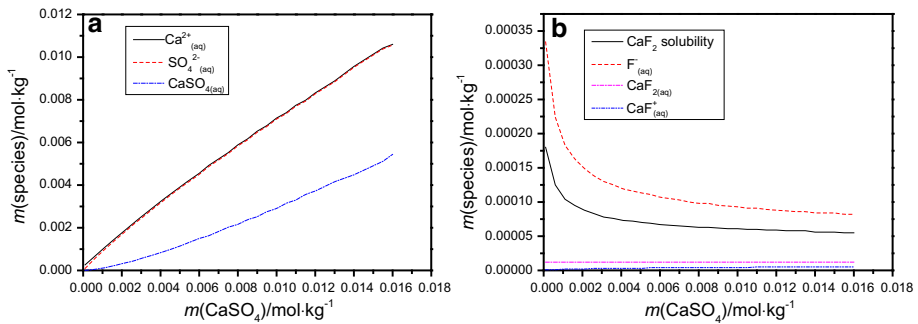 a
Ca²⁺(aq)
SO₄²⁻(aq)
CaSO₄(aq)
m(species)/mol·kg⁻¹
0.012
0.010
0.008
0.006
0.004
0.002
0.000
0.000 0.002 0.004 0.006 0.008 0.010 0.012 0.014 0.016 0.018
m(CaSO₄)/mol·kg⁻¹
b
CaF₂ solubility
F⁻(aq)
CaF₂(aq)
CaF⁺(aq)
m(species)/mol·kg⁻¹
0.00035
0.00030
0.00025
0.00020
0.00015
0.00010
0.00005
0.00000
0.000 0.002 0.004 0.006 0.008 0.010 0.012 0.014 0.016 0.018
m(CaSO₄)/mol·kg⁻¹